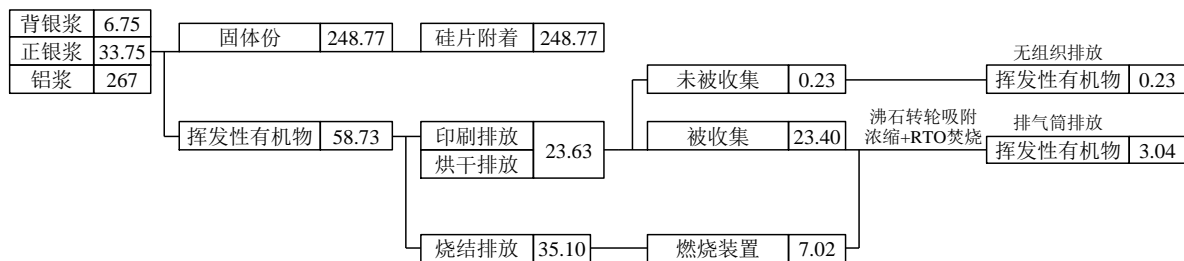 背银浆 6.75
正银浆 33.75
铝浆 267
固体份 248.77
硅片附着 248.77
无组织排放
未被收集 0.23
挥发性有机物 0.23
挥发性有机物 58.73
印刷排放
烘干排放
23.63
被收集 23.40
沸石转轮吸附
浓缩+RTO焚烧
排气筒排放
挥发性有机物 3.04
烧结排放 35.10
燃烧装置 7.02